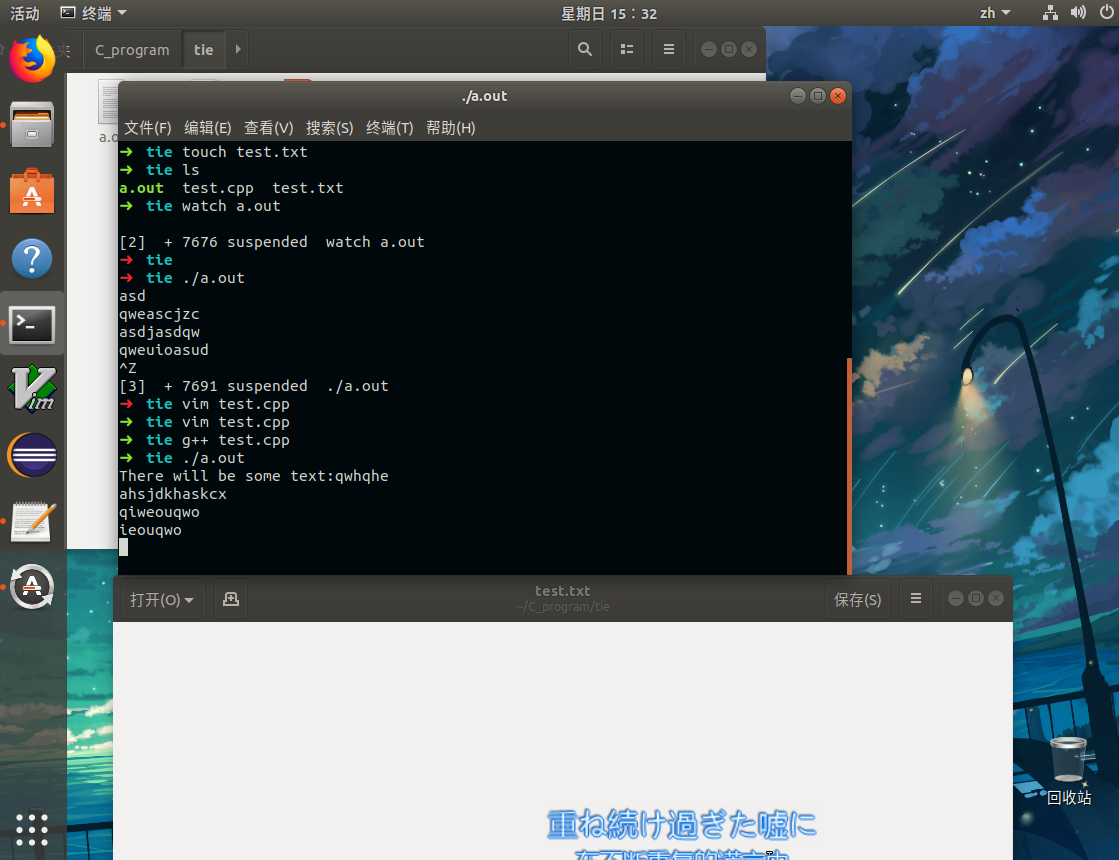 活动 终端 星期日 15:32 zh
夹 C_program tie
a.o
./a.out
文件(F) 编辑(E) 查看(V) 搜索(S) 终端(T) 帮助(H)
➜ tie touch test.txt
➜ tie ls
a.out test.cpp test.txt
➜ tie watch a.out
[2] + 7676 suspended watch a.out
➜ tie
➜ tie ./a.out
asd
qweascjzc
asdjasdqw
qweuioasud
^Z
[3] + 7691 suspended ./a.out
➜ tie vim test.cpp
➜ tie vim test.cpp
➜ tie g++ test.cpp
➜ tie ./a.out
There will be some text:qwhqhe
ahsjdkhaskcx
qiweouqwo
ieouqwo
打开(O) test.txt 保存(S)
~/C_program/tie
回收站
重ね続け過ぎた嘘に